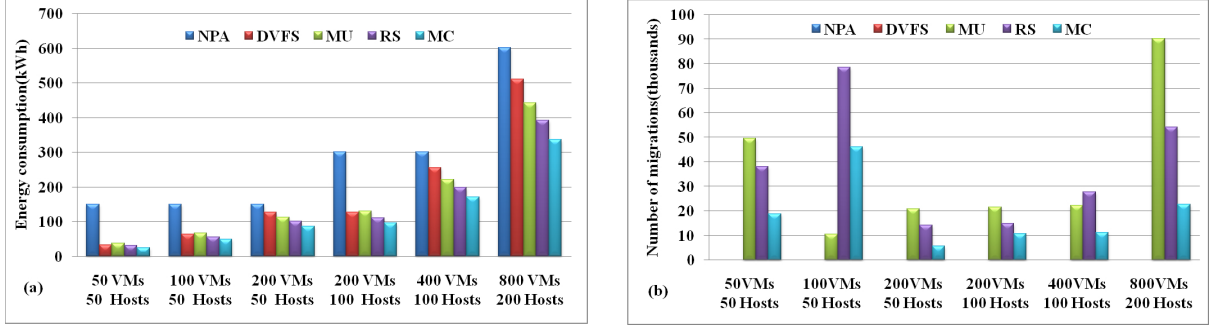 700
600
500
400
300
200
100
0
Energy consumption(kWh)
NPA DVFS MU RS MC
50 VMs 100 VMs 200 VMs 200 VMs 400 VMs 800 VMs
50 Hosts 50 Hosts 50 Hosts 100 Hosts 100 Hosts 200 Hosts
(a)
100
90
80
70
60
50
40
30
20
10
0
Number of migrations(thousands)
NPA DVFS MU RS MC
50VMs 100VMs 200VMs 200VMs 400VMs 800VMs
50 Hosts 50 Hosts 50 Hosts 100 Hosts 100 Hosts 200 Hosts
(b)